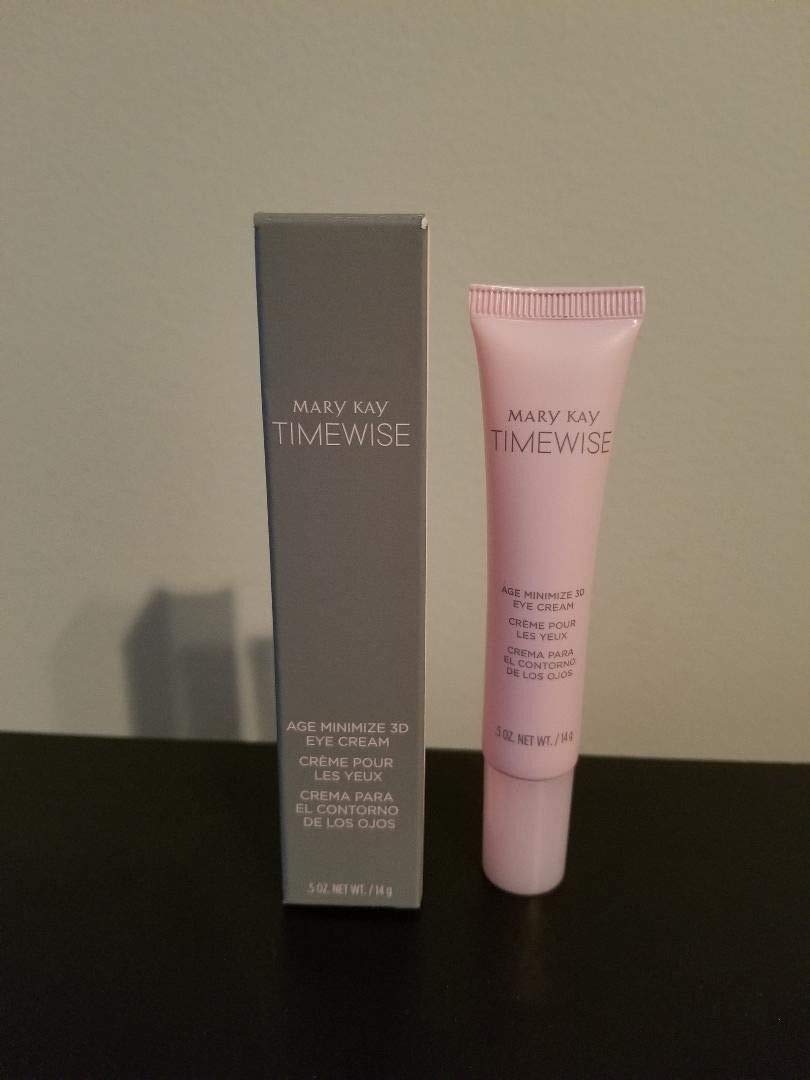 MARY KAY
TIMEWISE
AGE MINIMIZE 3D
EYE CREAM
CRÈME POUR
LES YEUX
CREMA PARA
EL CONTORNO
DE LOS OJOS
.5 OZ. NET WT. / 14 g
MARY KAY
TIMEWISE
AGE MINIMIZE 3D
EYE CREAM
CRÈME POUR
LES YEUX
CREMA PARA
EL CONTORNO
DE LOS OJOS
.5 OZ. NET WT. / 14 g